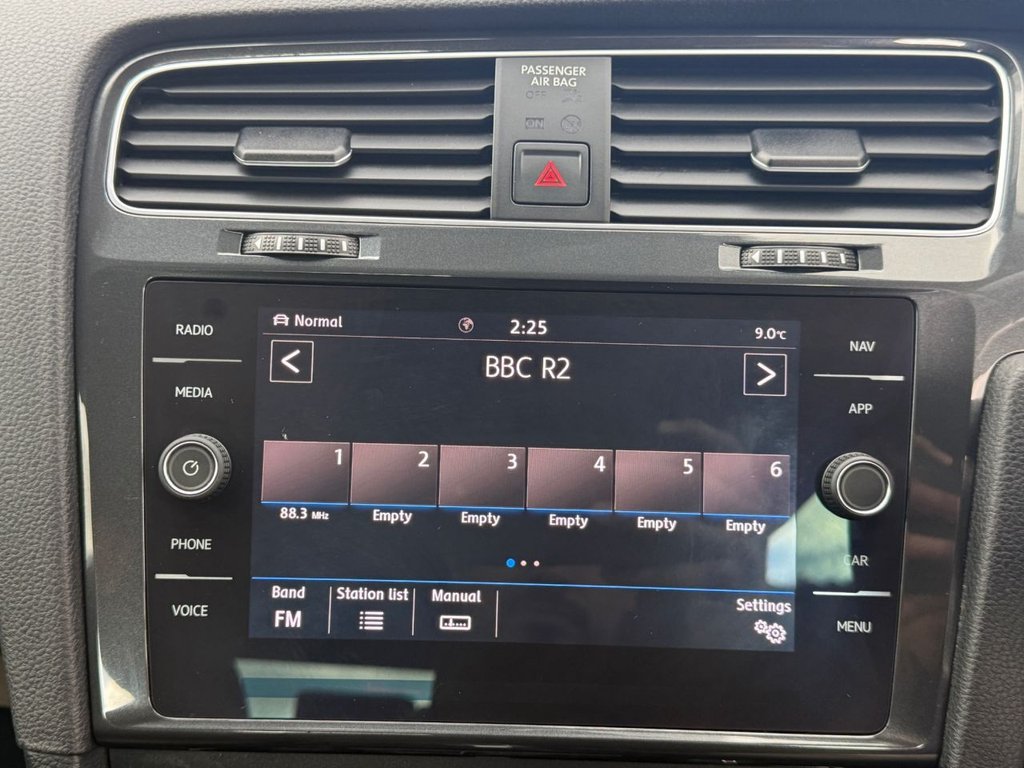 PASSENGER
AIR BAG
OFF
ON
RADIO
MEDIA
PHONE
VOICE
Normal
2:25
9.0°C
<
BBC R2
>
1
2
3
4
5
6
88.3 MHz
Empty
Empty
Empty
Empty
Empty
Band
FM
Station list
Manual
Settings
NAV
APP
CAR
MENU